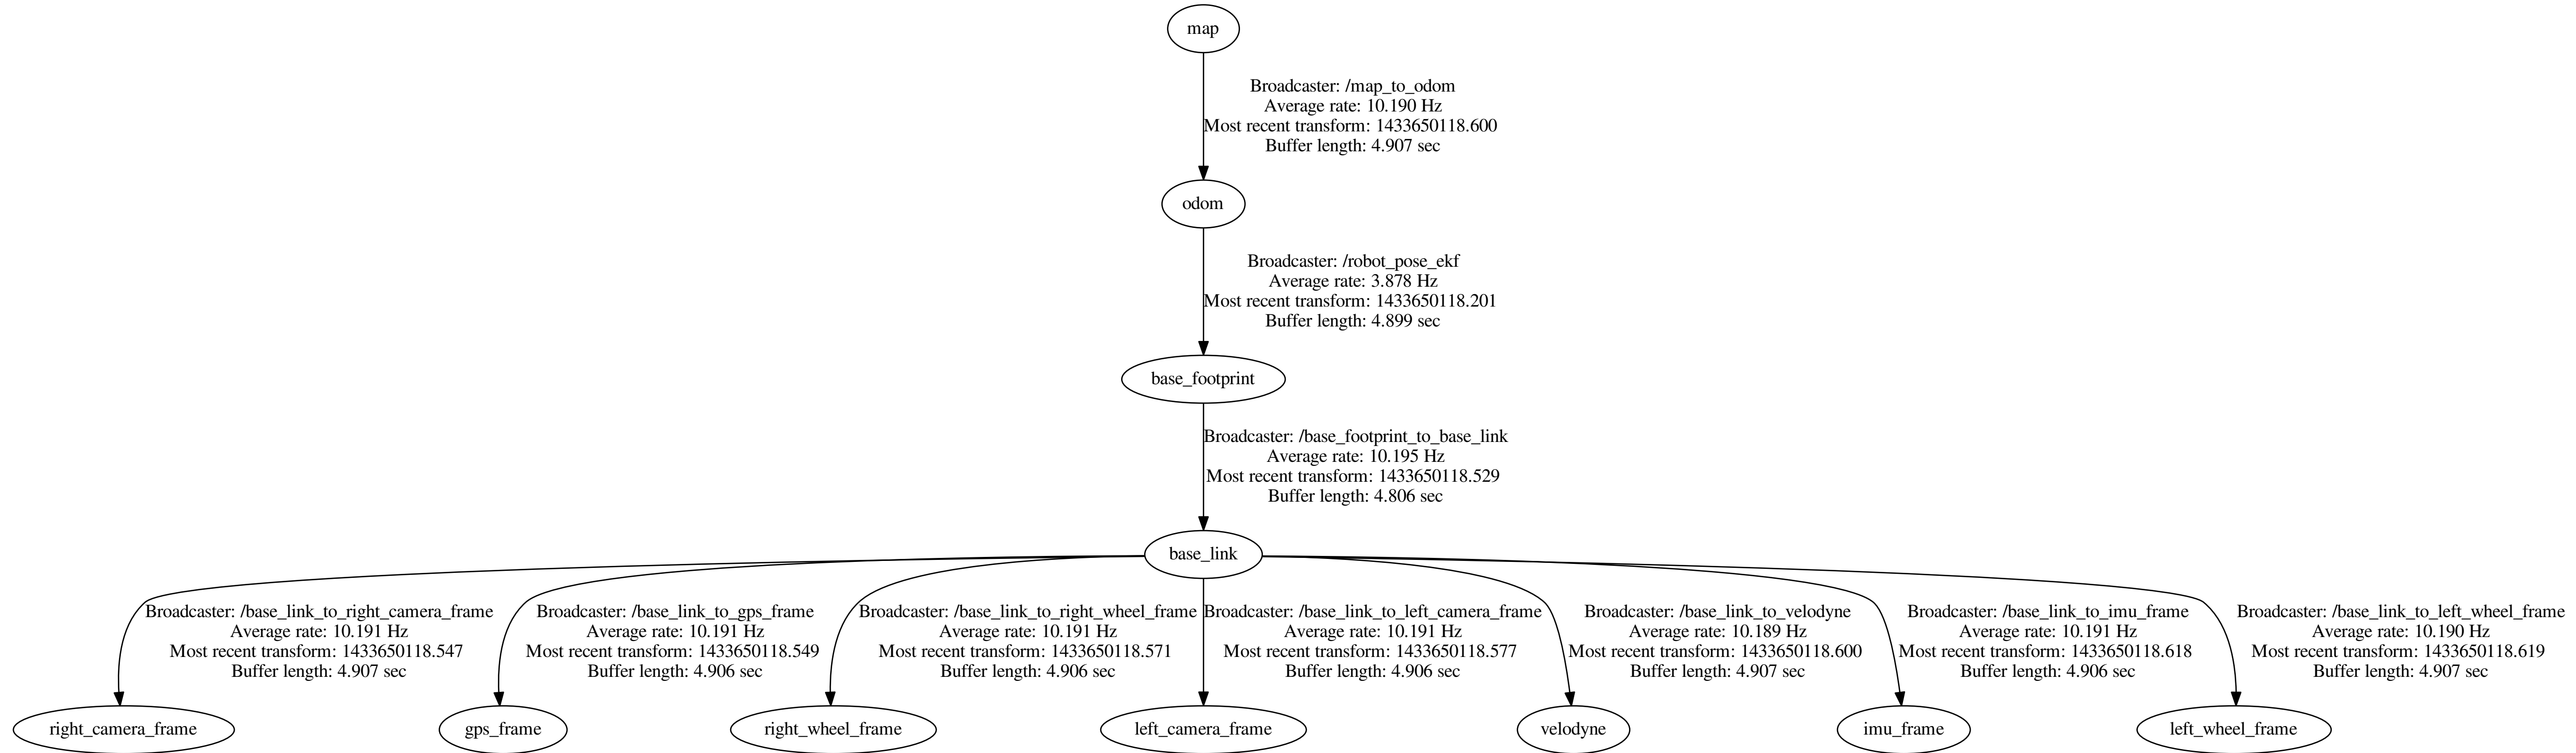 map
Broadcaster: /map_to_odom
Average rate: 10.190 Hz
Most recent transform: 1433650118.600
Buffer length: 4.907 sec
odom
Broadcaster: /robot_pose_ekf
Average rate: 3.878 Hz
Most recent transform: 1433650118.201
Buffer length: 4.899 sec
base_footprint
Broadcaster: /base_footprint_to_base_link
Average rate: 10.195 Hz
Most recent transform: 1433650118.529
Buffer length: 4.806 sec
base_link
Broadcaster: /base_link_to_right_camera_frame
Average rate: 10.191 Hz
Most recent transform: 1433650118.547
Buffer length: 4.907 sec
Broadcaster: /base_link_to_gps_frame
Average rate: 10.191 Hz
Most recent transform: 1433650118.549
Buffer length: 4.906 sec
Broadcaster: /base_link_to_right_wheel_frame
Average rate: 10.191 Hz
Most recent transform: 1433650118.571
Buffer length: 4.906 sec
Broadcaster: /base_link_to_left_camera_frame
Average rate: 10.191 Hz
Most recent transform: 1433650118.577
Buffer length: 4.906 sec
Broadcaster: /base_link_to_velodyne
Average rate: 10.189 Hz
Most recent transform: 1433650118.600
Buffer length: 4.907 sec
Broadcaster: /base_link_to_imu_frame
Average rate: 10.191 Hz
Most recent transform: 1433650118.618
Buffer length: 4.906 sec
Broadcaster: /base_link_to_left_wheel_frame
Average rate: 10.190 Hz
Most recent transform: 1433650118.619
Buffer length: 4.907 sec
right_camera_frame
gps_frame
right_wheel_frame
left_camera_frame
velodyne
imu_frame
left_wheel_frame